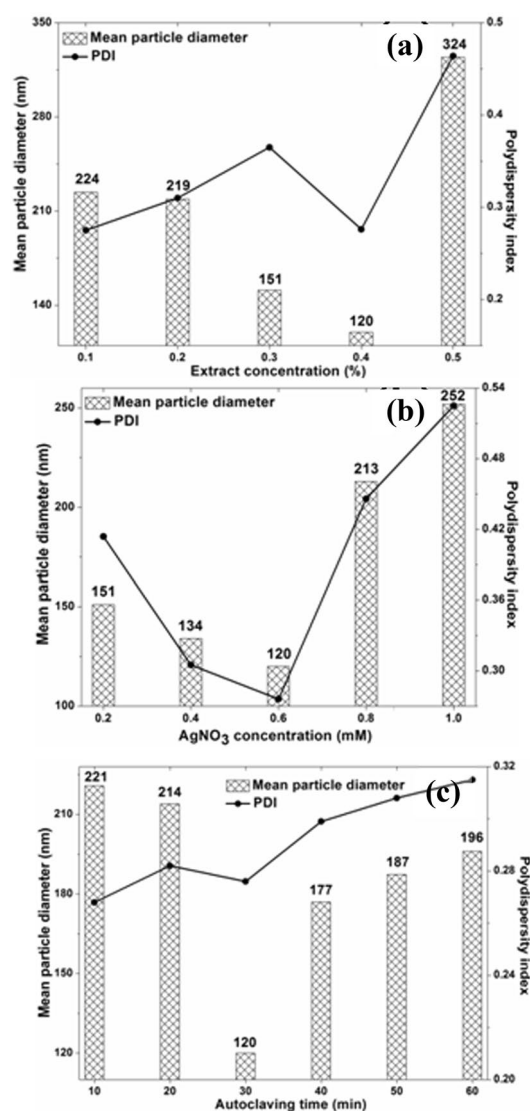 350
280
210
140
Mean particle diameter (nm)
Mean particle diameter
PDI
(a)
224
219
151
120
324
0.5
0.4
0.3
0.2
Polydispersity index
0.1 0.2 0.3 0.4 0.5
Extract concentration (%)
250
200
150
100
Mean particle diameter (nm)
Mean particle diameter
PDI
(b)
151
134
120
213
252
0.54
0.48
0.42
0.36
0.30
Polydispersity index
0.2 0.4 0.6 0.8 1.0
AgNO3 concentration (mM)
210
180
150
120
Mean particle diameter (nm)
Mean particle diameter
PDI
(c)
221
214
120
177
187
196
0.32
0.28
0.24
0.20
Polydispersity index
10 20 30 40 50 60
Autoclaving time (min)